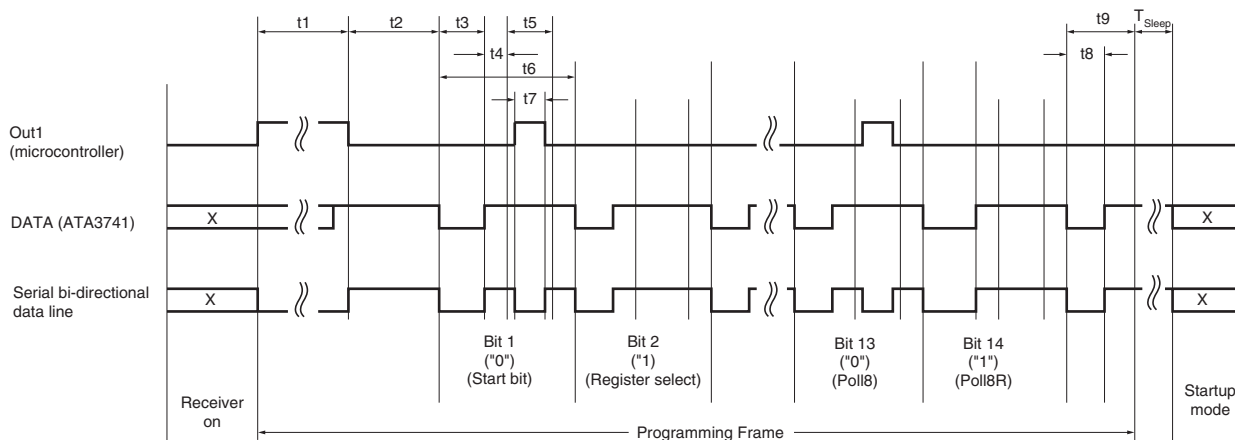 t1
t2
t3
t5
t9
T Sleep
t4
t8
t6
t7
Out1
(microcontroller)
X
DATA (ATA3741)
X
X
Serial bi-directional
data line
X
Bit 1
("0")
(Start bit)
Bit 2
("1)
(Register select)
Bit 13
("0")
(Poll8)
Bit 14
("1")
(Poll8R)
Receiver
on
Startup
mode
Programming Frame